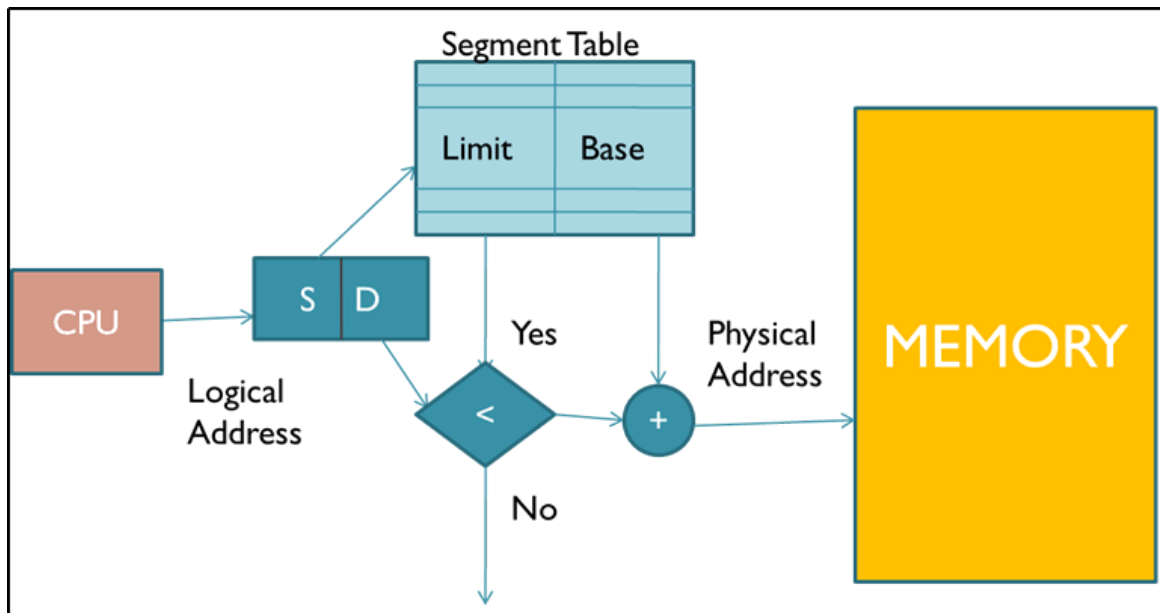 Segment Table
Limit
Base
CPU
S
D
Logical
Address
Yes
<
+
Physical
Address
MEMORY
No